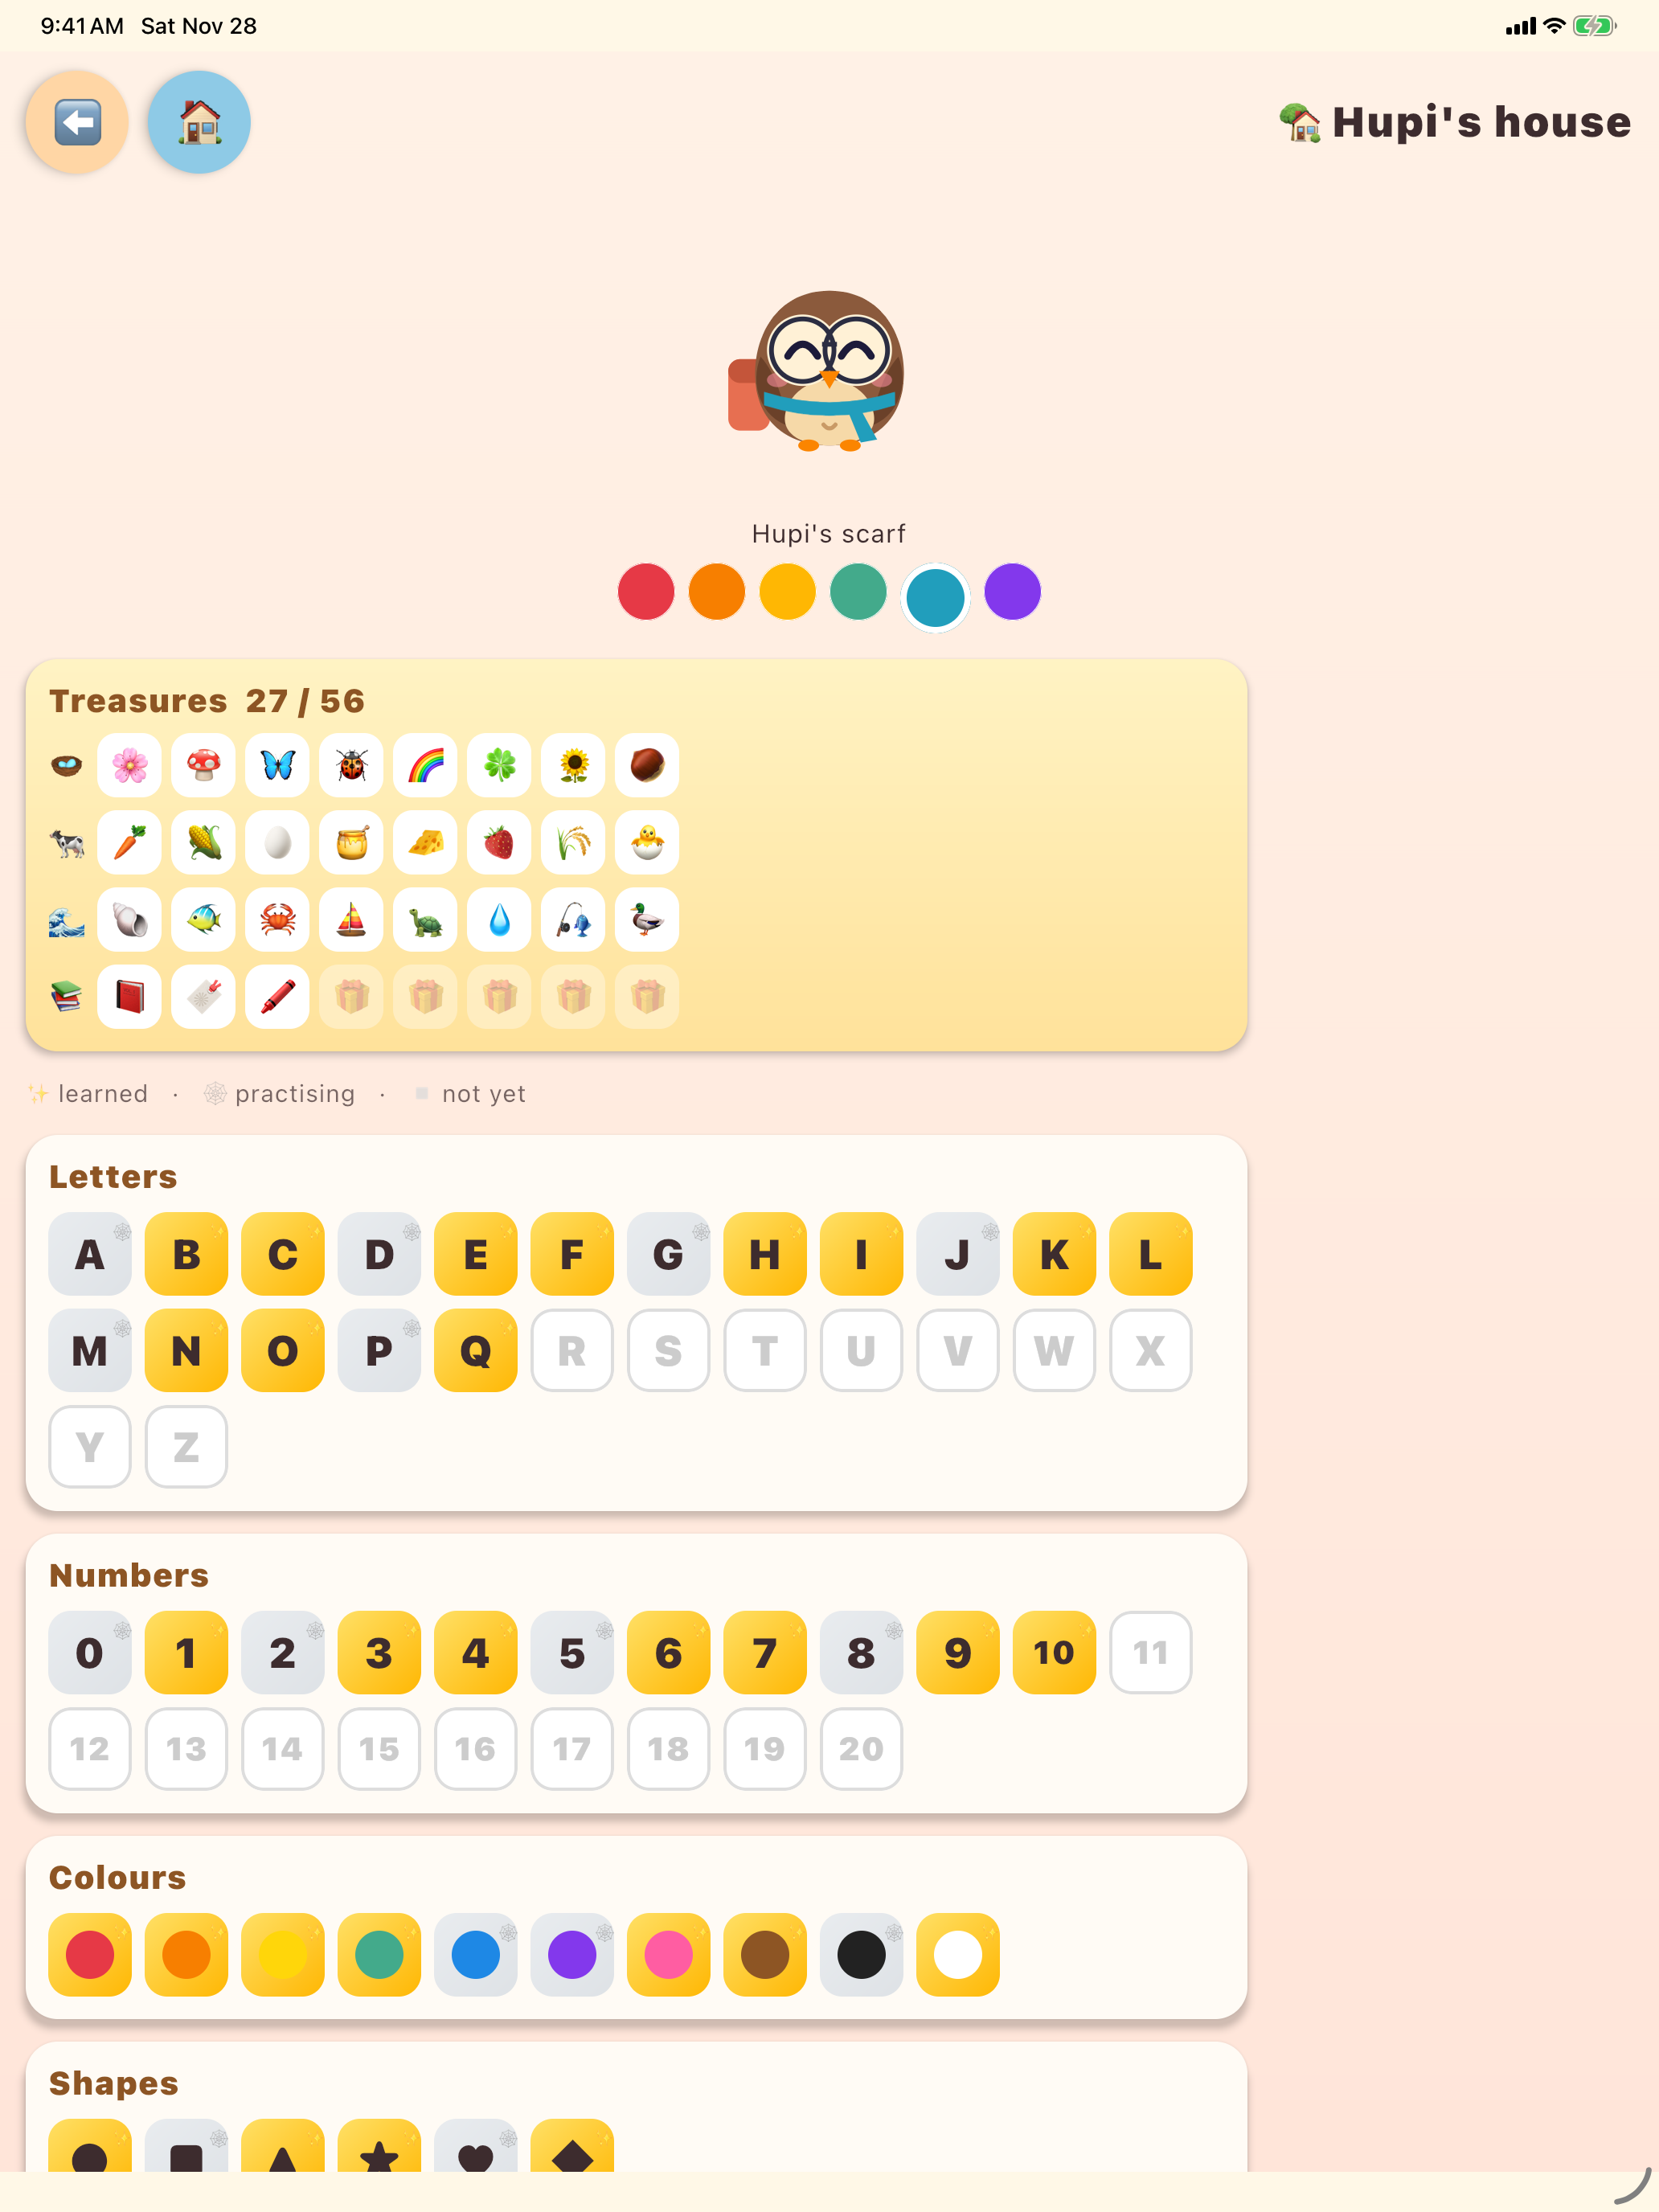 9:41 AM Sat Nov 28
Hupi's house
Hupi's scarf
Treasures 27 / 56
learned · practising · not yet
Letters
A B C D E F G H I J K L
M N O P Q R S T U V W X
Y Z
Numbers
0 1 2 3 4 5 6 7 8 9 10 11
12 13 14 15 16 17 18 19 20
Colours
Shapes